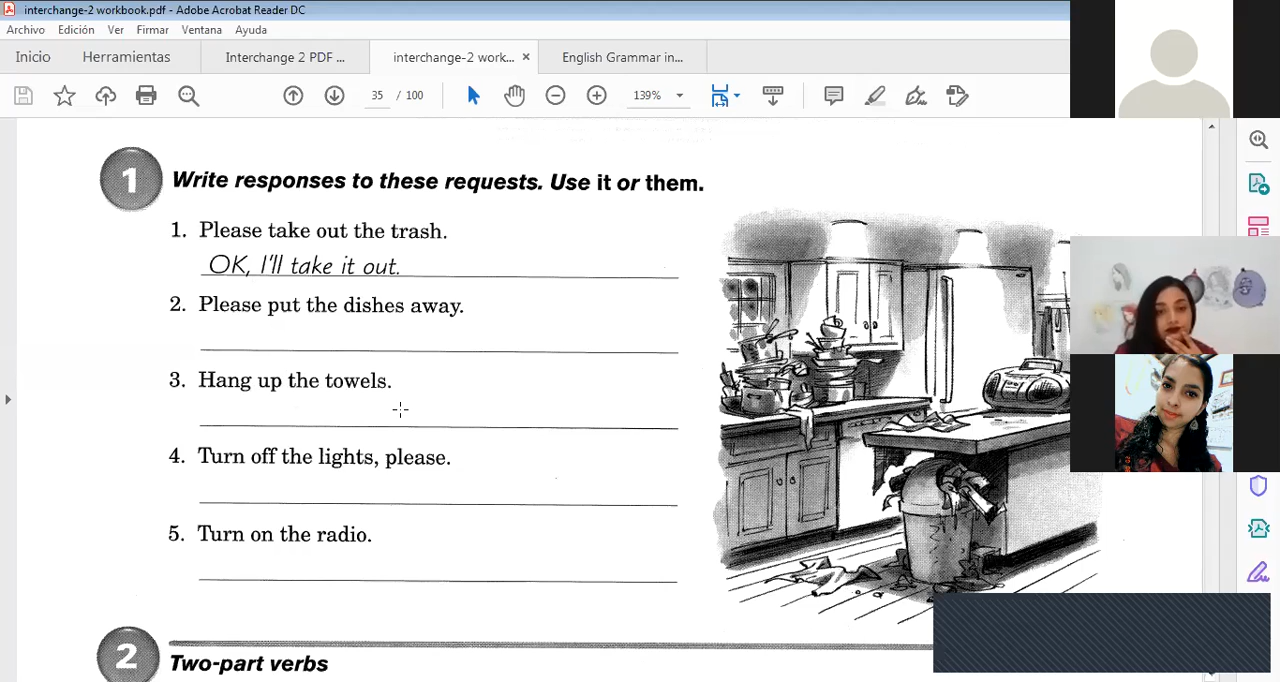 interchange-2 workbook.pdf - Adobe Acrobat Reader DC
Archivo Edición Ver Firmar Ventana Ayuda
Inicio Herramientas Interchange 2 PDF ... interchange-2 work... × English Grammar in...
35 / 100 139%
1 Write responses to these requests. Use it or them.
1. Please take out the trash.
OK, I'll take it out.
2. Please put the dishes away.
3. Hang up the towels.
4. Turn off the lights, please.
5. Turn on the radio.
2 Two-part verbs